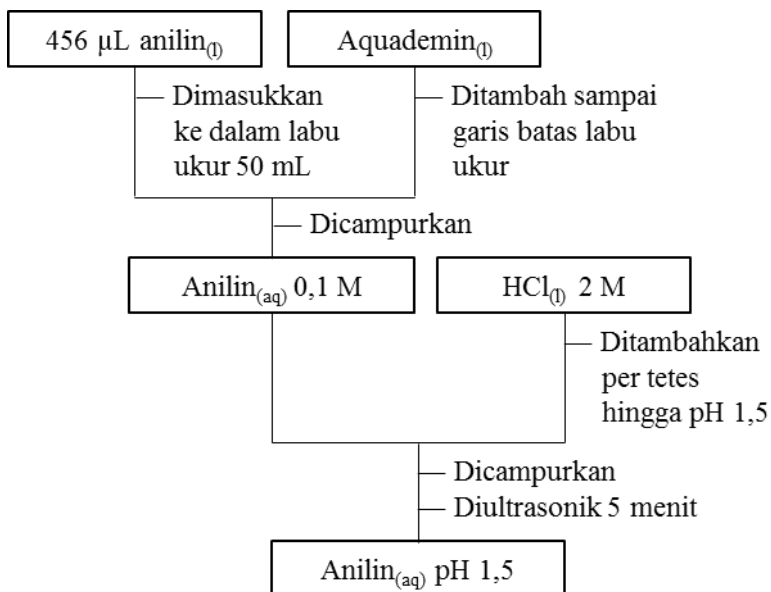 456 µL anilin(l)
Aquademin(l)
Dimasukkan
ke dalam labu
ukur 50 mL
Ditambah sampai
garis batas labu
ukur
Dicampurkan
Anilin(aq) 0,1 M
HCl(l) 2 M
Ditambahkan
per tetes
hingga pH 1,5
Dicampurkan
Diultrasonik 5 menit
Anilin(aq) pH 1,5